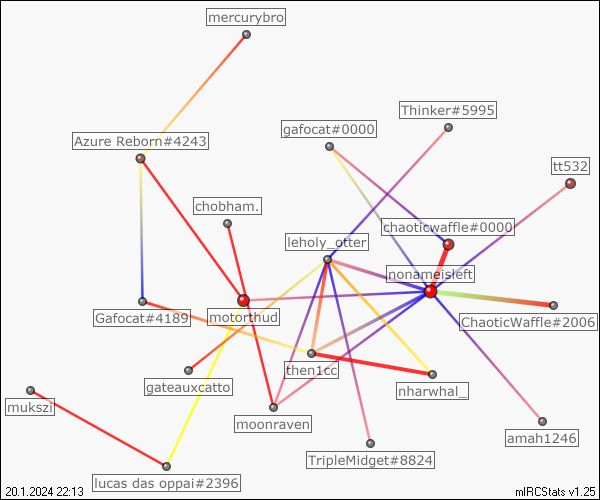 mercurybro
Thinker#5995
gafocat#0000
Azure Reborn#4243
tt532
chobham.
chaoticwaffle#0000
leholy_otter
nonameisleft
Gafocat#4189
motorthud
ChaoticWaffle#2006
then1cc
gateauxcatto
nharwhal_
mukszi
moonraven
amah1246
TripleMidget#8824
lucas das oppai#2396
20.1.2024 22:13
mIRCStats v1.25